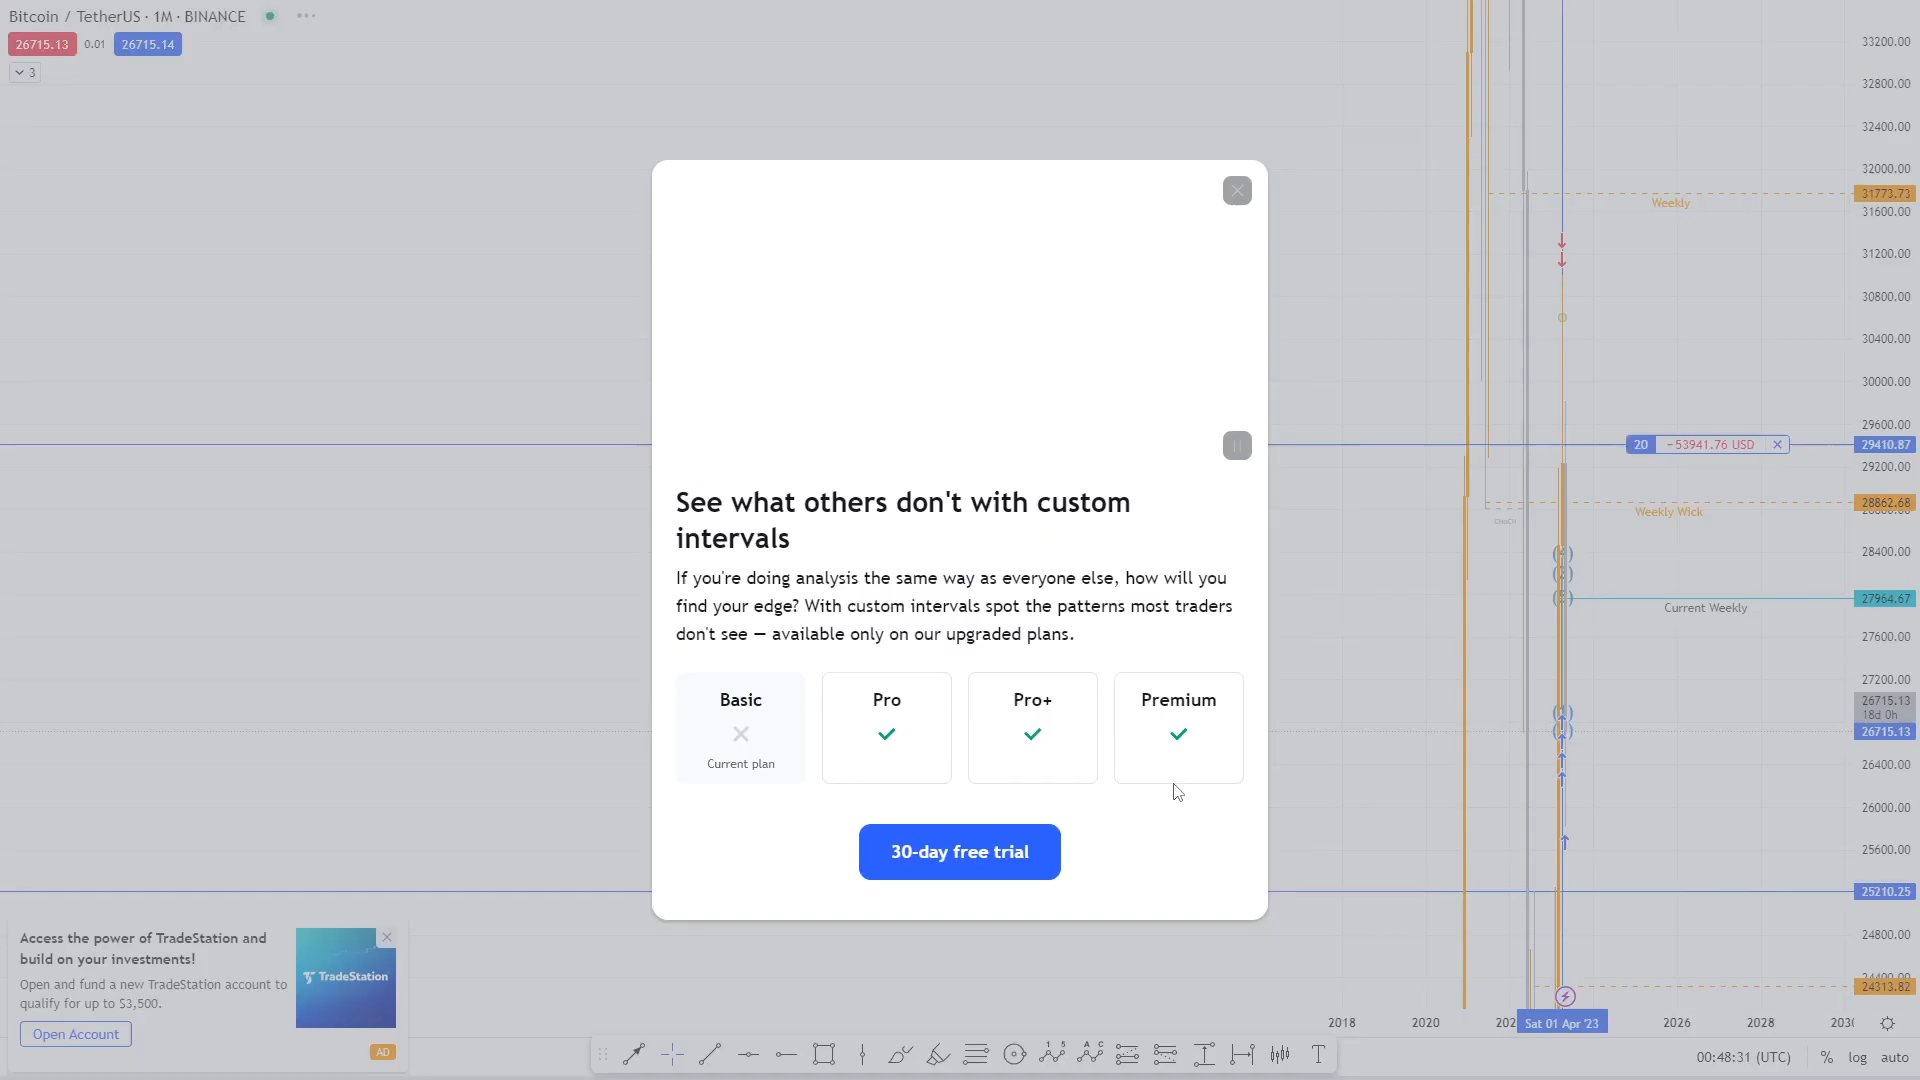 Bitcoin / TetherUS · 1M · BINANCE
26715.13 0.01 26715.14
3
See what others don't with custom
intervals
If you're doing analysis the same way as everyone else, how will you
find your edge? With custom intervals spot the patterns most traders
don't see — available only on our upgraded plans.
Basic
Current plan
Pro
Pro+
Premium
30-day free trial
Access the power of TradeStation and
build on your investments!
Open and fund a new TradeStation account to
qualify for up to $3,500.
Open Account
TradeStation
AD
Weekly
20 −53941.76 USD
Weekly Wick
ChoCH
Current Weekly
33200.00
32800.00
32400.00
32000.00
31773.73
31600.00
31200.00
30800.00
30400.00
30000.00
29600.00
29410.87
29200.00
28862.68
28400.00
27964.67
27600.00
27200.00
26715.13
18d 0h
26715.13
26400.00
26000.00
25600.00
25210.25
24800.00
24400.00
24313.82
2018 2020 Sat 01 Apr '23 2026 2028
00:48:31 (UTC) % log auto